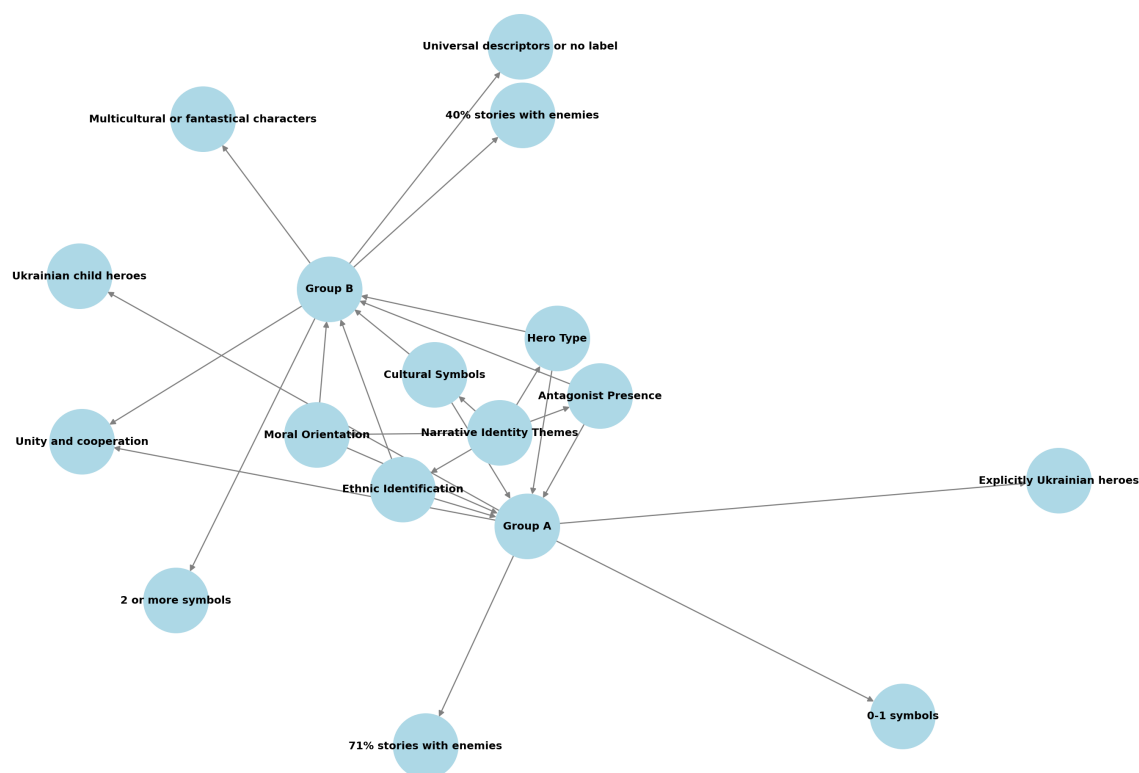 Universal descriptors or no label
40% stories with enemies
Multicultural or fantastical characters
Ukrainian child heroes
Group B
Hero Type
Cultural Symbols
Antagonist Presence
Moral Orientation
Narrative Identity Themes
Unity and cooperation
Explicitly Ukrainian heroes
Ethnic Identification
Group A
2 or more symbols
0-1 symbols
71% stories with enemies